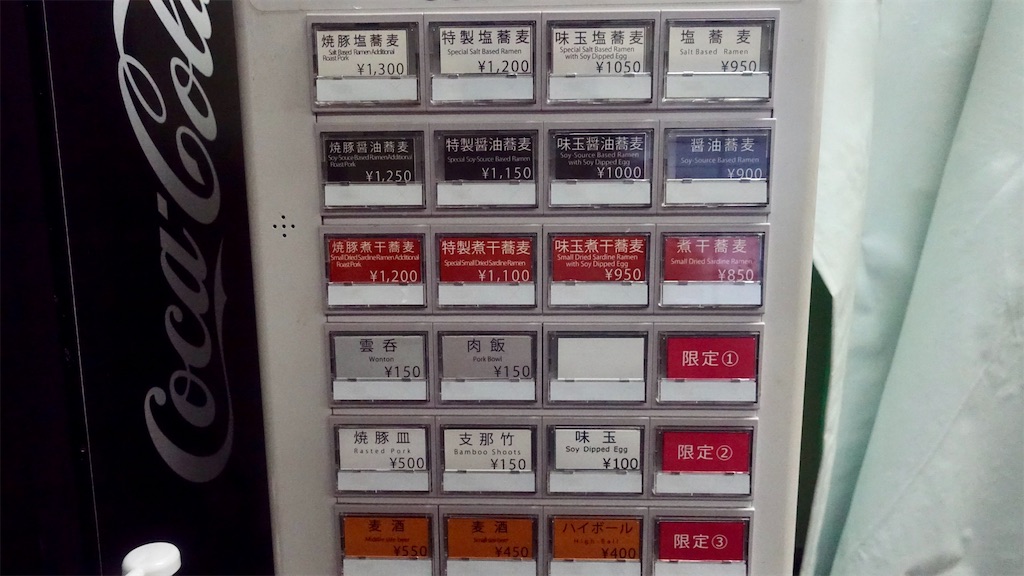 Coca-Cola
焼豚塩蕎麦
Salt Based Ramen Additional
Roast Pork
¥1,300
特製塩蕎麦
Special Salt Based Ramen
¥1,200
味玉塩蕎麦
Special Salt Based Ramen
with Soy Dipped Egg
¥1050
塩蕎麦
Salt Based Ramen
¥950
焼豚醤油蕎麦
Soy-Souce-Based Ramen Additional
Roast Pork
¥1,250
特製醤油蕎麦
Special Soy-Source Based Ramen
¥1,150
味玉醤油蕎麦
Soy-Source Based Ramen
with Soy Dipped Egg
¥1000
醤油蕎麦
Soy-Source Based Ramen
¥900
焼豚煮干蕎麦
Small Dried Sardine Ramen Additional
Roast Pork
¥1,200
特製煮干蕎麦
Special Small Dried Sardine Ramen
¥1,100
味玉煮干蕎麦
Small Dried Sardine Ramen
with Soy Dipped Egg
¥950
煮干蕎麦
Small Dried Sardine Ramen
¥850
雲呑
Wonton
¥150
肉飯
Pork Bowl
¥150
限定①
焼豚皿
Rasted Pork
¥500
支那竹
Bamboo Shoots
¥150
味玉
Soy Dipped Egg
¥100
限定②
麦酒
¥550
麦酒
¥450
ハイボール
High-Ball
¥400
限定③